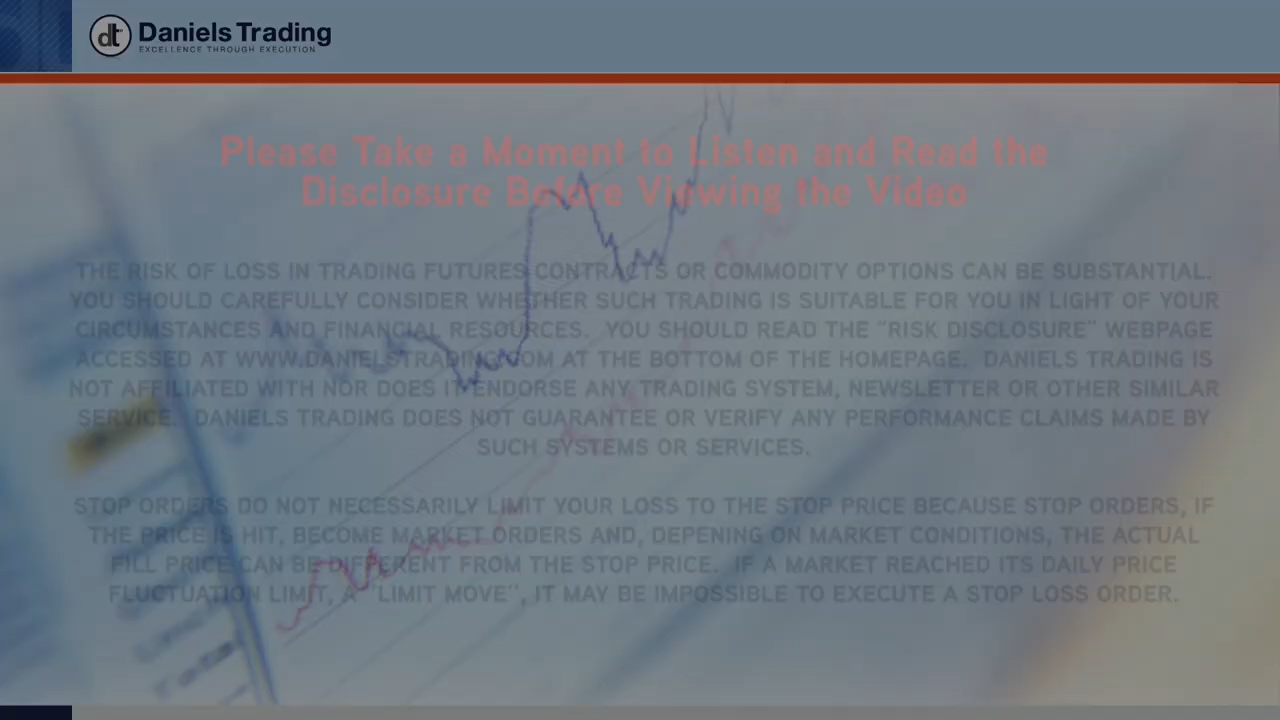 dt Daniels Trading
EXCELLENCE THROUGH EXECUTION
Please Take a Moment to Listen and Read the
Disclosure Before Viewing the Video
THE RISK OF LOSS IN TRADING FUTURES CONTRACTS OR COMMODITY OPTIONS CAN BE SUBSTANTIAL.
YOU SHOULD CAREFULLY CONSIDER WHETHER SUCH TRADING IS SUITABLE FOR YOU IN LIGHT OF YOUR
CIRCUMSTANCES AND FINANCIAL RESOURCES. YOU SHOULD READ THE "RISK DISCLOSURE" WEBPAGE
ACCESSED AT WWW.DANIELSTRADING.COM AT THE BOTTOM OF THE HOMEPAGE. DANIELS TRADING IS
NOT AFFILIATED WITH NOR DOES IT ENDORSE ANY TRADING SYSTEM, NEWSLETTER OR OTHER SIMILAR
SERVICE. DANIELS TRADING DOES NOT GUARANTEE OR VERIFY ANY PERFORMANCE CLAIMS MADE BY
SUCH SYSTEMS OR SERVICES.
STOP ORDERS DO NOT NECESSARILY LIMIT YOUR LOSS TO THE STOP PRICE BECAUSE STOP ORDERS, IF
THE PRICE IS HIT, BECOME MARKET ORDERS AND, DEPENING ON MARKET CONDITIONS, THE ACTUAL
FILL PRICE CAN BE DIFFERENT FROM THE STOP PRICE. IF A MARKET REACHED ITS DAILY PRICE
FLUCTUATION LIMIT, A "LIMIT MOVE", IT MAY BE IMPOSSIBLE TO EXECUTE A STOP LOSS ORDER.